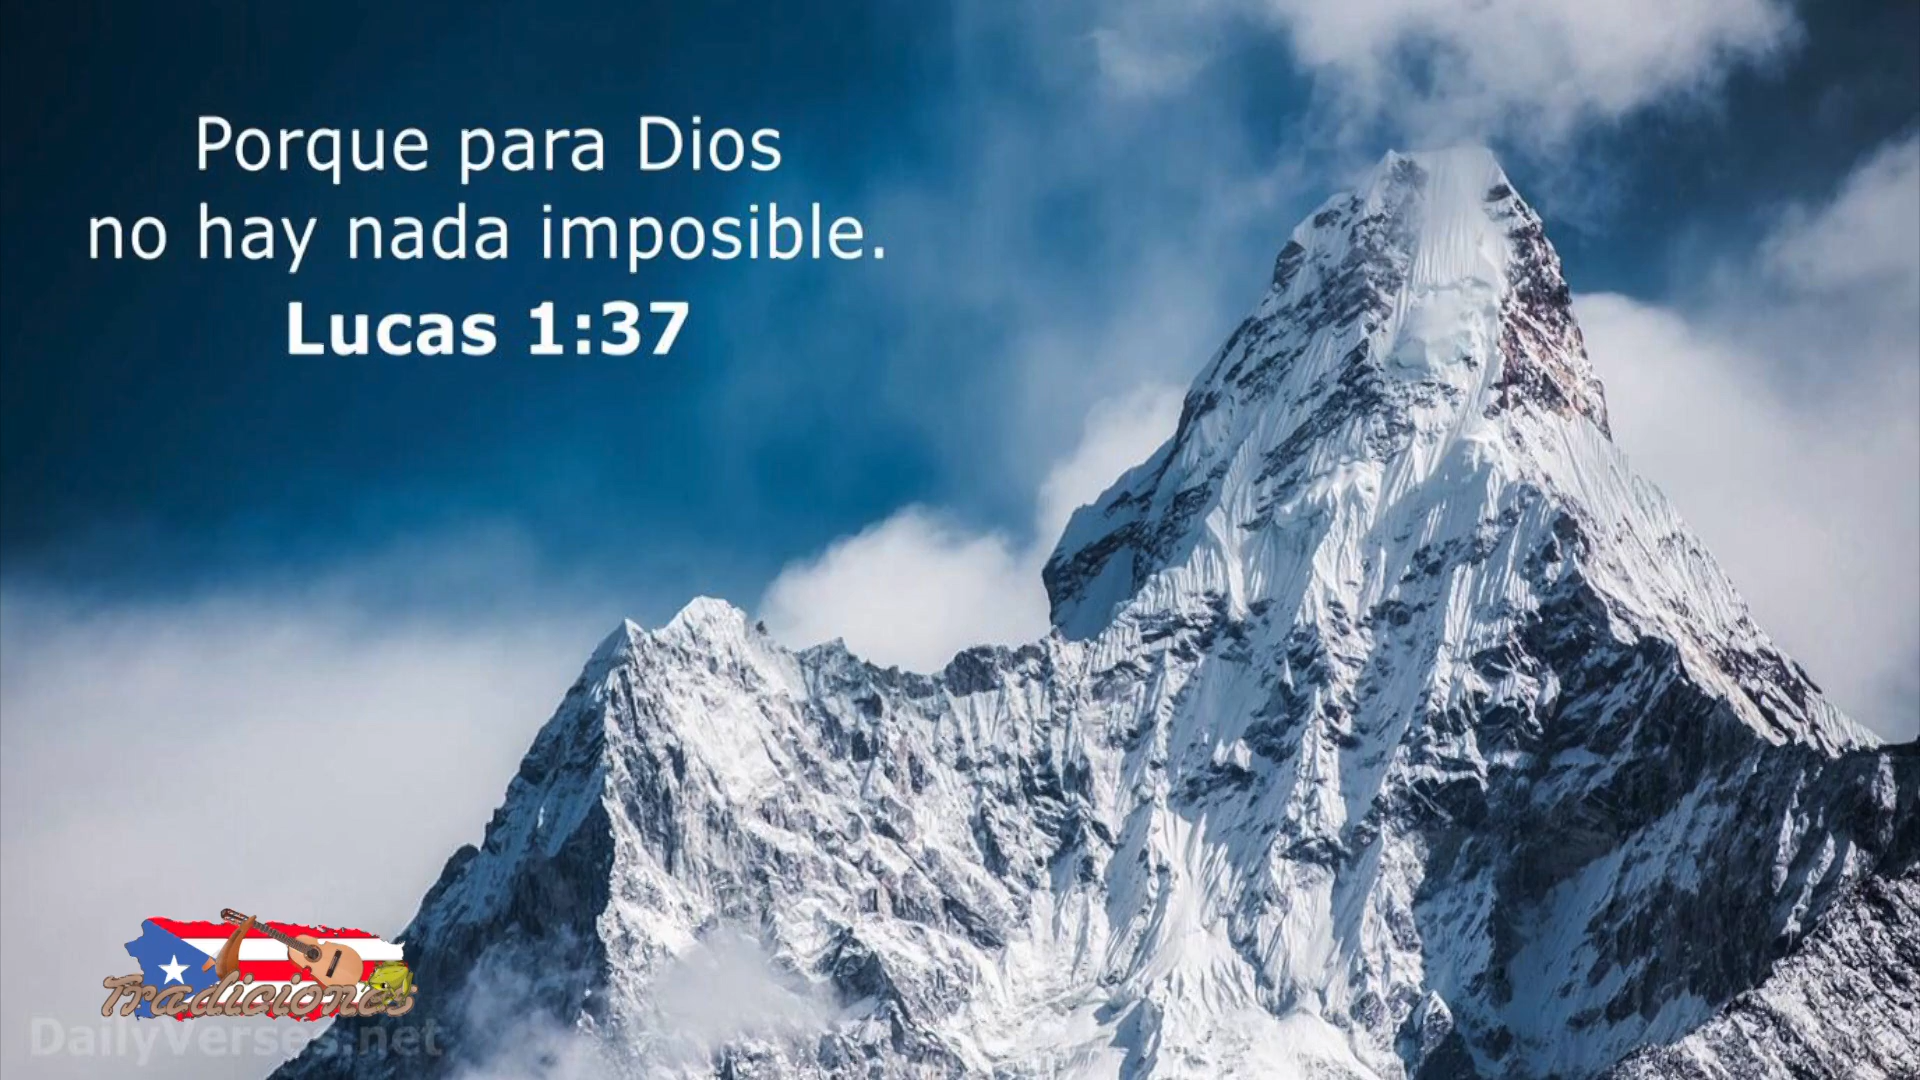 Porque para Dios
no hay nada imposible.
Lucas 1:37
Tradiciones
DailyVerses.net